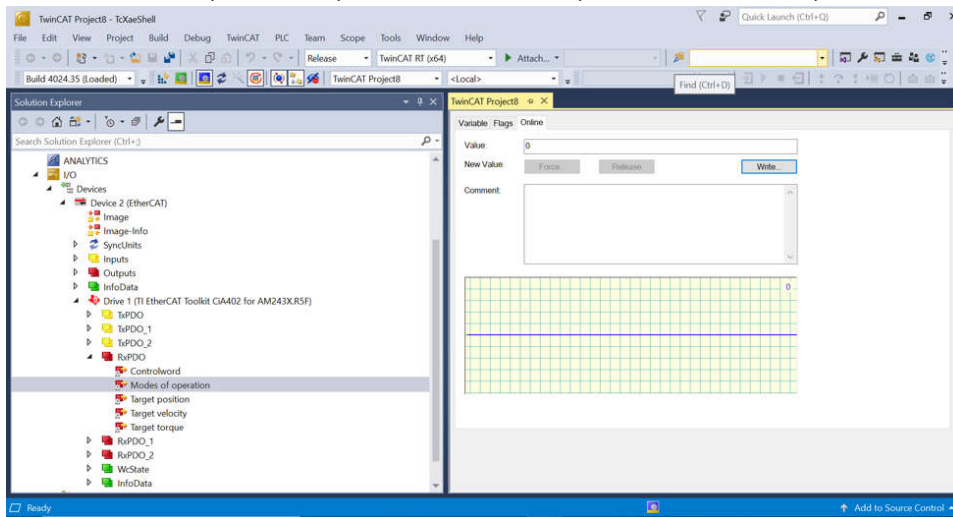 TwinCAT Project8 - TcXaeShell
Quick Launch (Ctrl+Q)
File Edit View Project Build Debug TwinCAT PLC Team Scope Tools Window Help
Release TwinCAT RT (x64) Attach...
Build 4024.35 (Loaded) TwinCAT Project8 <Local>
Find (Ctrl+D)
Solution Explorer
TwinCAT Project8
Search Solution Explorer (Ctrl+;)
Variable Flags Online
Value: 0
New Value: Force... Release Write...
Comment:
0
ANALYTICS
I/O
Devices
Device 2 (EtherCAT)
Image
Image-Info
SyncUnits
Inputs
Outputs
InfoData
Drive 1 (TI EtherCAT Toolkit CiA402 for AM243X.R5F)
TxPDO
TxPDO_1
TxPDO_2
RxPDO
Controlword
Modes of operation
Target position
Target velocity
Target torque
RxPDO_1
RxPDO_2
WcState
InfoData
Ready
Add to Source Control